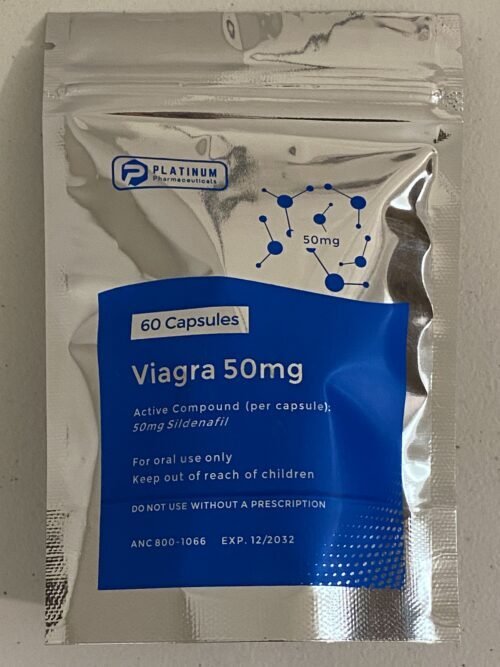 PLATINUM
Pharmaceuticals
50mg
60 Capsules
Viagra 50mg
Active Compound (per capsule):
50mg Sildenafil
For oral use only
Keep out of reach of children
DO NOT USE WITHOUT A PRESCRIPTION
ANC 800-1066 EXP. 12/2032